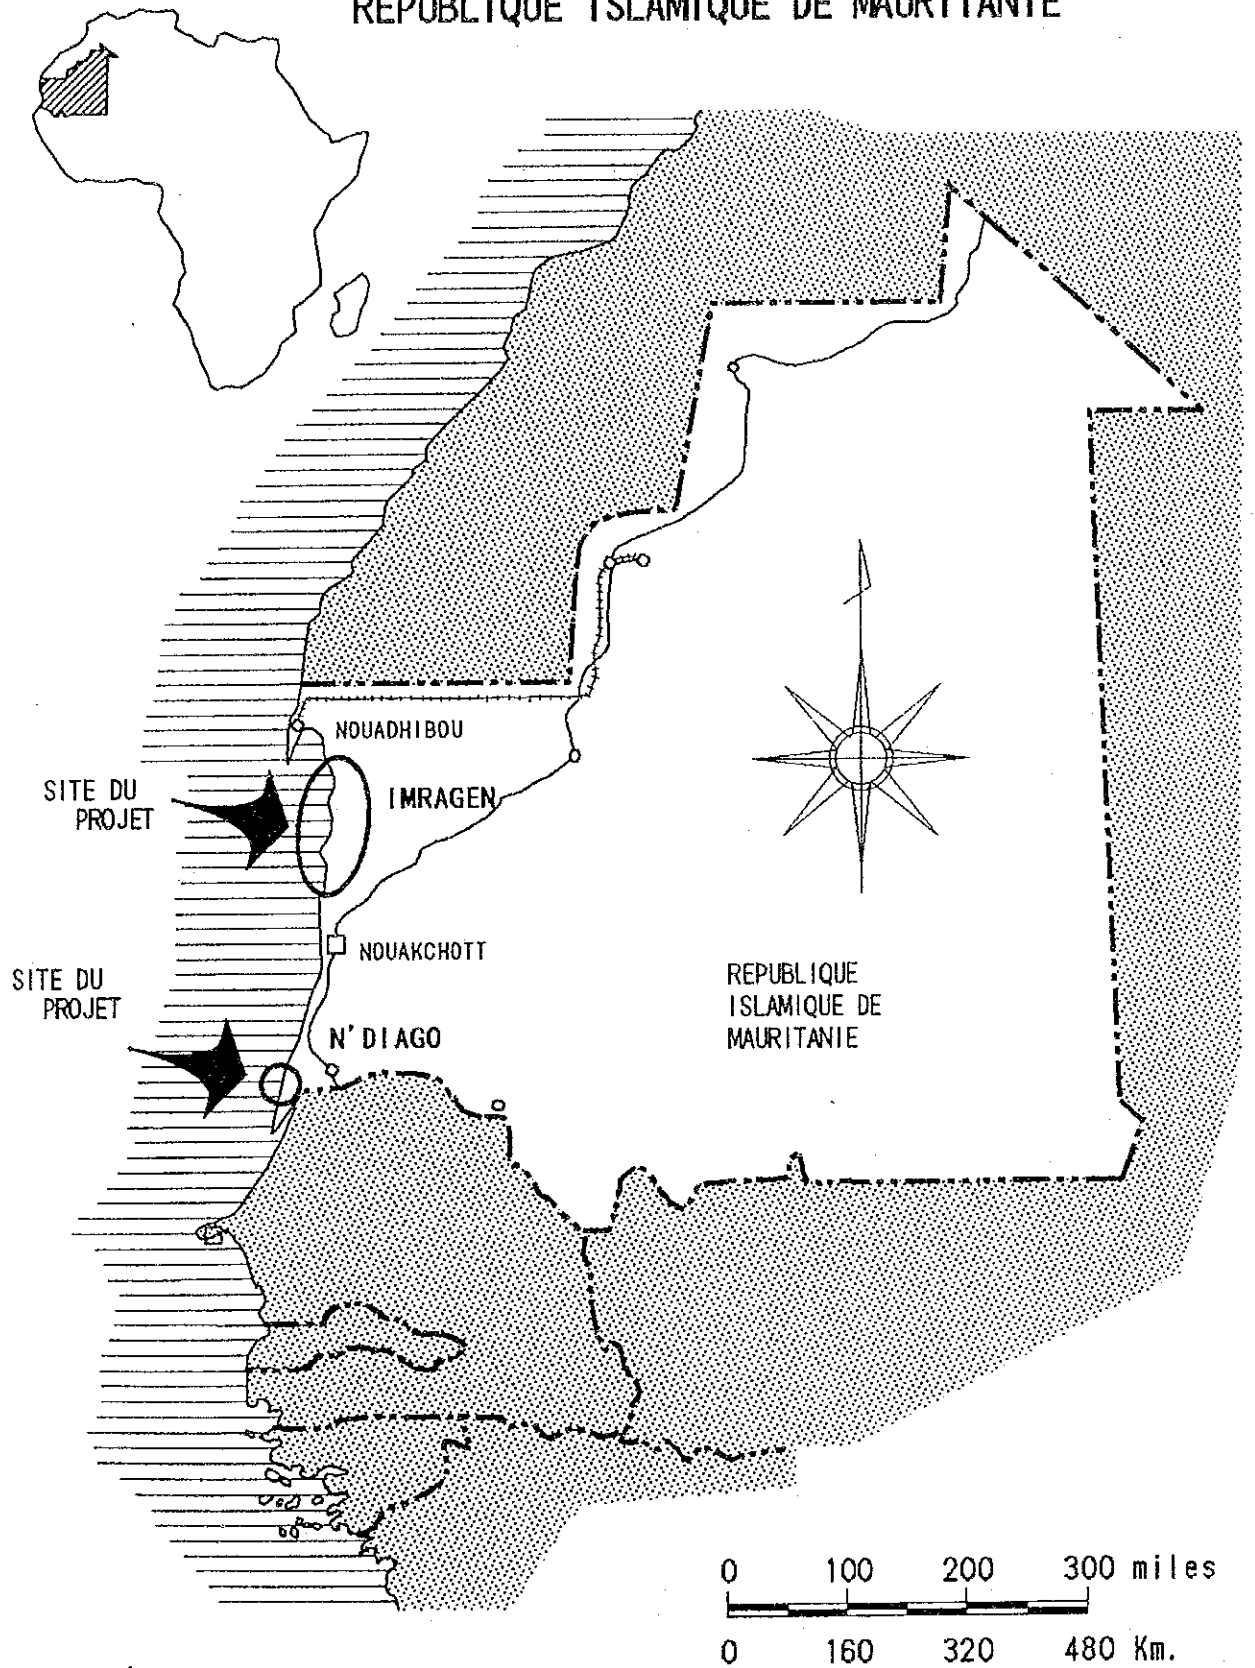 REPUBLIQUE ISLAMIQUE DE MAURITANIE
NOUADHIBOU
SITE DU
PROJET
IMRAGEN
NOUAKCHOTT
SITE DU
PROJET
N'DIAGO
REPUBLIQUE
ISLAMIQUE DE
MAURITANIE
0 100 200 300 miles
0 160 320 480 Km.